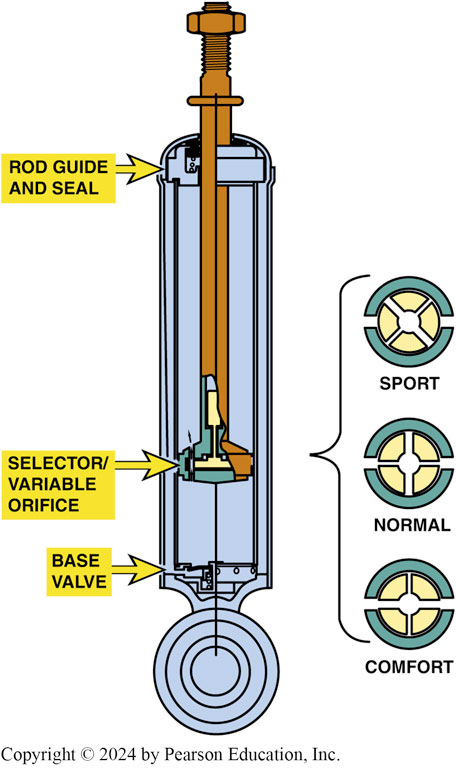 ROD GUIDE
AND SEAL
SELECTOR/
VARIABLE
ORIFICE
BASE
VALVE
SPORT
NORMAL
COMFORT
Copyright © 2024 by Pearson Education, Inc.